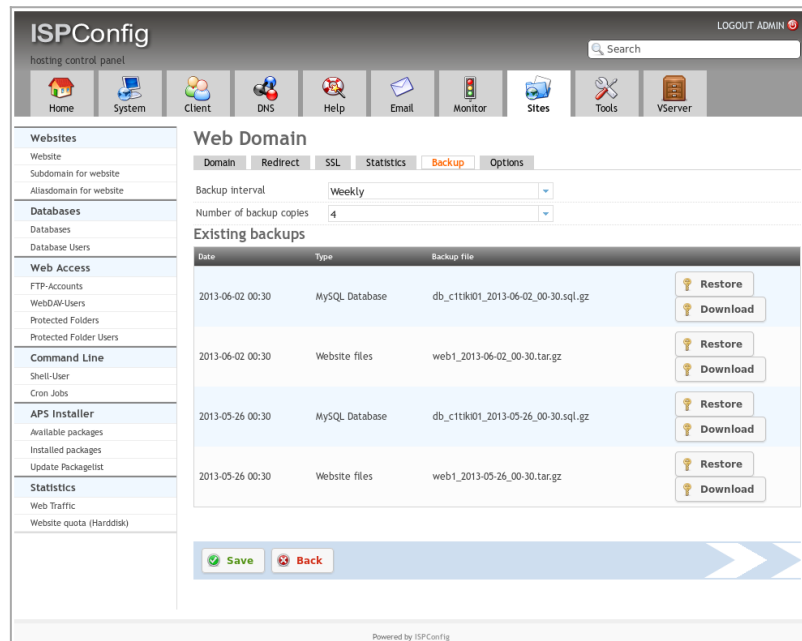 ISPConfig
LOGOUT ADMIN
hosting control panel
Search
Home System Client DNS Help Email Monitor Sites Tools VServer
Websites
Website
Subdomain for website
Aliasdomain for website
Databases
Databases
Database Users
Web Access
FTP-Accounts
WebDAV-Users
Protected Folders
Protected Folder Users
Command Line
Shell-User
Cron Jobs
APS Installer
Available packages
Installed packages
Update Packagelist
Statistics
Web Traffic
Website quota (Harddisk)
Web Domain
Domain Redirect SSL Statistics Backup Options
Backup interval Weekly
Number of backup copies 4
Existing backups
Date Type Backup file
2013-06-02 00:30 MySQL Database db_c1tiki01_2013-06-02_00-30.sql.gz
Restore
Download
2013-06-02 00:30 Website files web1_2013-06-02_00-30.tar.gz
Restore
Download
2013-05-26 00:30 MySQL Database db_c1tiki01_2013-05-26_00-30.sql.gz
Restore
Download
2013-05-26 00:30 Website files web1_2013-05-26_00-30.tar.gz
Restore
Download
Save Back
Powered by ISPConfig